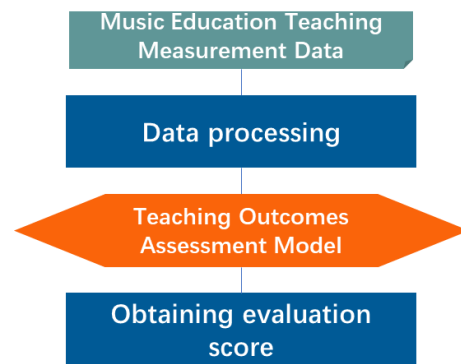 Music Education Teaching
Measurement Data
Data processing
Teaching Outcomes
Assessment Model
Obtaining evaluation
score